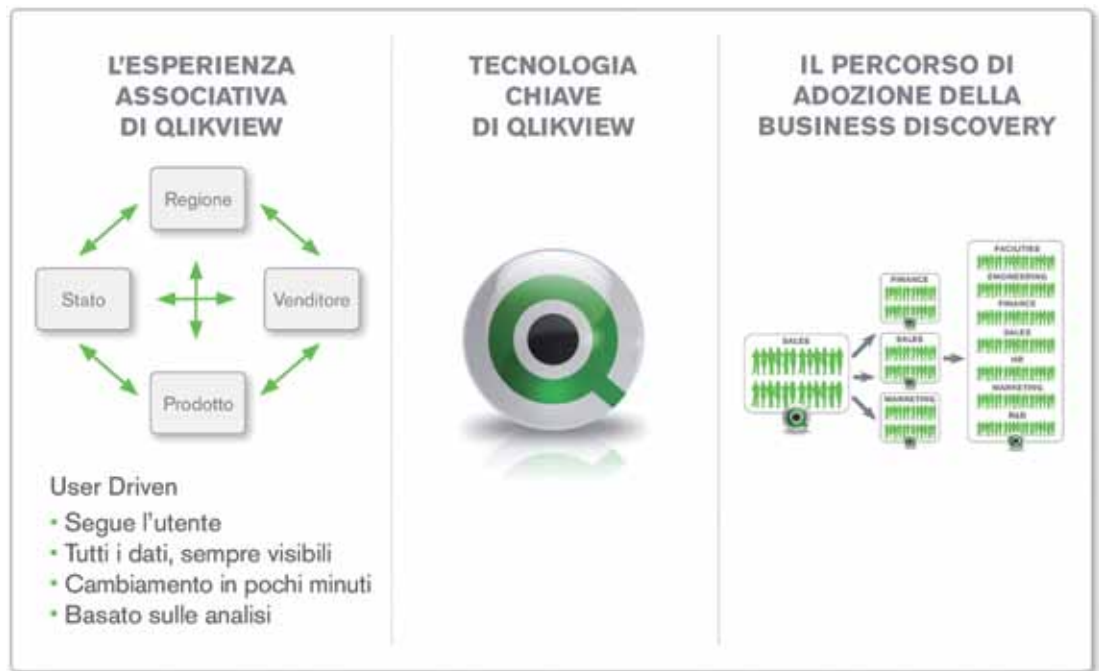 L'ESPERIENZA
ASSOCIATIVA
DI QLIKVIEW
Regione
Stato
Venditore
Prodotto
User Driven
• Segue l'utente
• Tutti i dati, sempre visibili
• Cambiamento in pochi minuti
• Basato sulle analisi
TECNOLOGIA
CHIAVE
DI QLIKVIEW
IL PERCORSO DI
ADOZIONE DELLA
BUSINESS DISCOVERY
SALES
FINANCE
SALES
MARKETING
FACILITIES
ENGINEERING
FINANCE
SALES
HR
MARKETING
R&D